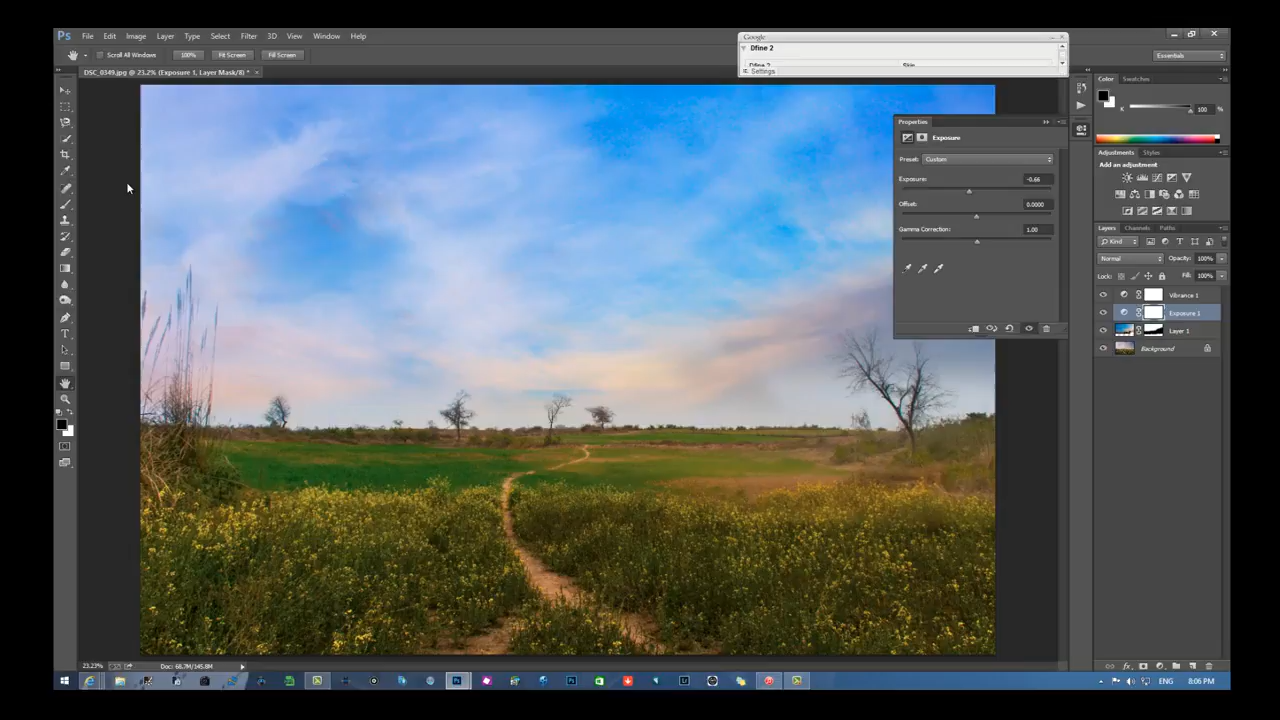 Ps File Edit Image Layer Type Select Filter 3D View Window Help
Scroll All Windows 100% Fit Screen Fill Screen
Essentials
Google
Dfine 2
Dfine 2 Skin
Settings
DSC_0349.jpg @ 23.2% (Exposure 1, Layer Mask/8) *
Color Swatches
K 100 %
Properties
Exposure
Preset: Custom
Exposure: -0.66
Offset: 0.0000
Gamma Correction: 1.00
Adjustments Styles
Add an adjustment
Layers Channels Paths
Kind
Normal Opacity: 100%
Lock: Fill: 100%
Vibrance 1
Exposure 1
Layer 1
Background
23.23% Doc: 68.7M/145.8M
ENG 8:06 PM